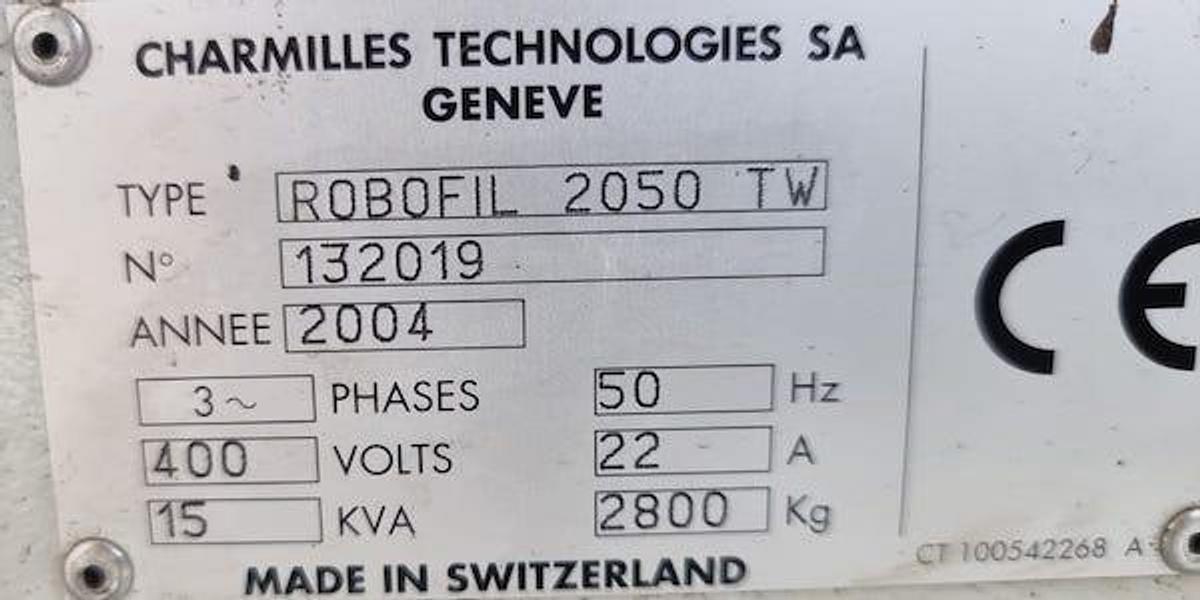 CHARMILLES TECHNOLOGIES SA
GENEVE
TYPE ROBOFIL 2050 TW
N° 132019
ANNEE 2004
3~ PHASES 50 Hz
400 VOLTS 22 A
15 KVA 2800 Kg
MADE IN SWITZERLAND
CE
CT 100542268 A